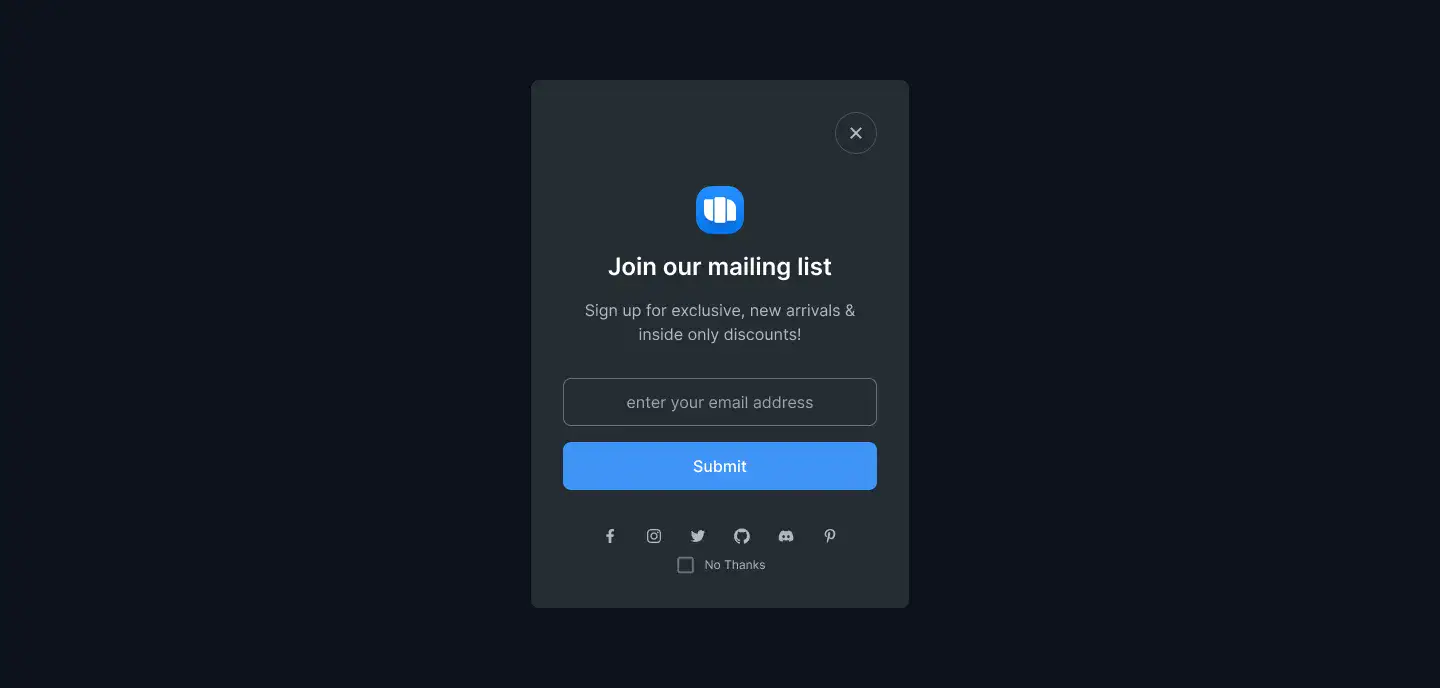 Join our mailing list
Sign up for exclusive, new arrivals &
inside only discounts!
enter your email address
Submit
No Thanks